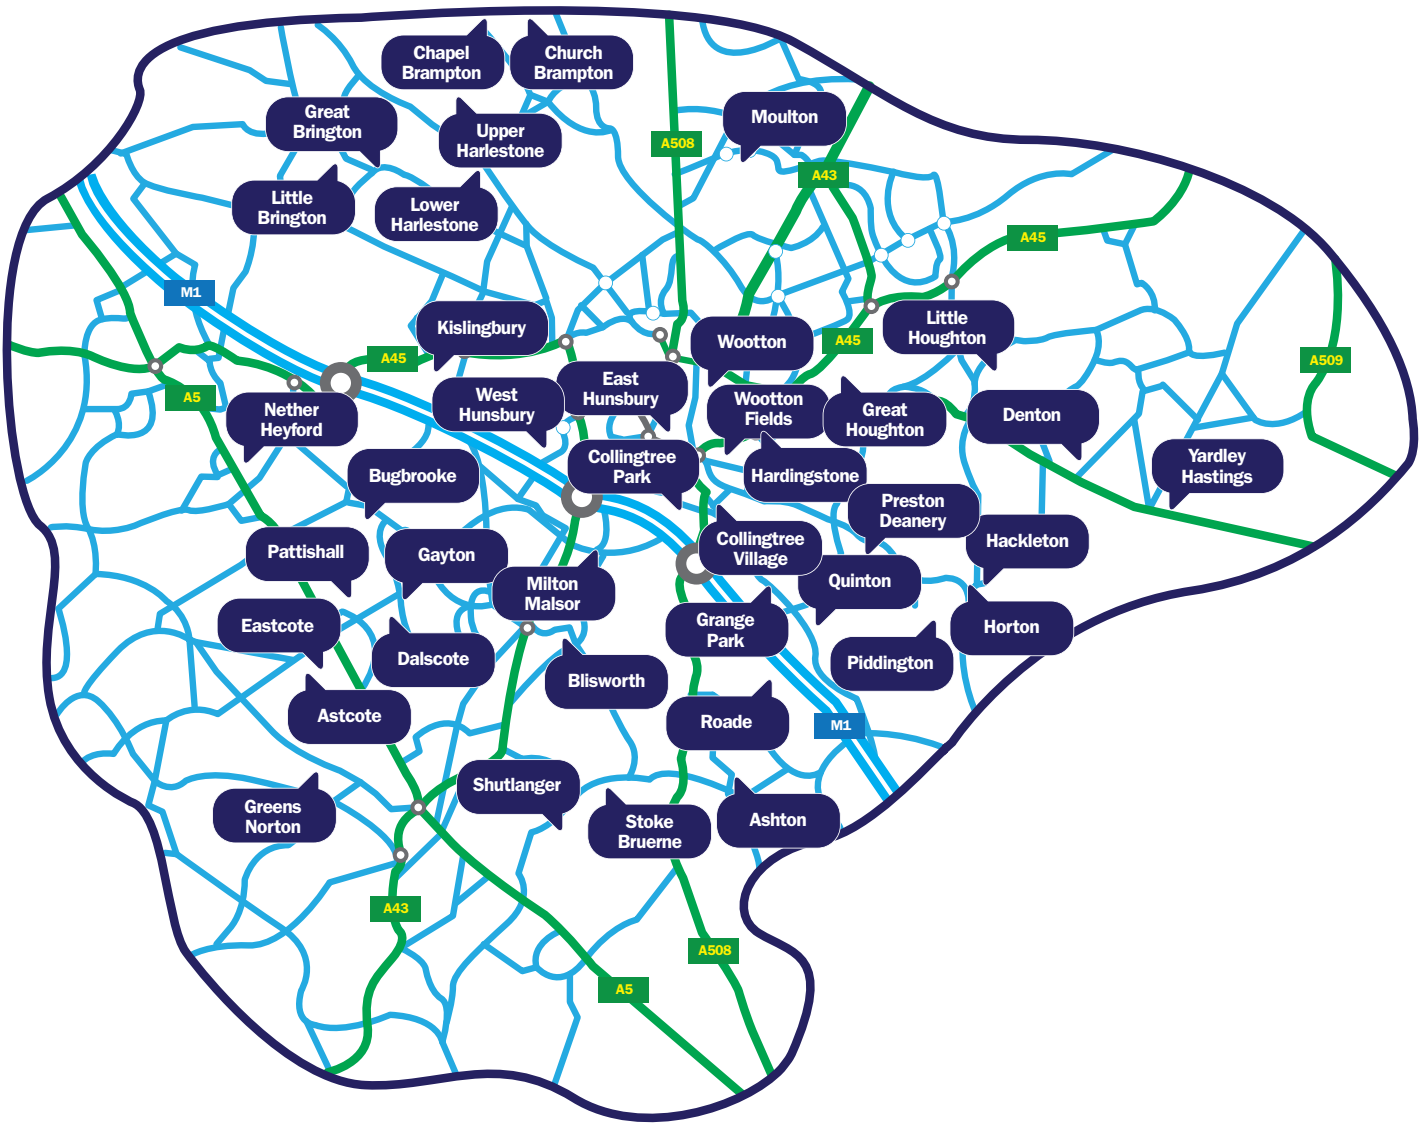 Chapel
Brampton
Church
Brampton
Great
Brington
Upper
Harlestone
A508
Moulton
A43
Little
Brington
Lower
Harlestone
A45
M1
Kislingbury
Wootton
A45
Little
Houghton
A45
A509
A5
Nether
Heyford
West
Hunsbury
East
Hunsbury
Wootton
Fields
Great
Houghton
Denton
Bugbrooke
Collingtree
Park
Hardingstone
Yardley
Hastings
Preston
Deanery
Pattishall
Gayton
Collingtree
Village
Hackleton
Milton
Malsor
Quinton
Eastcote
Grange
Park
Horton
Dalscote
Piddington
Blisworth
Astcote
Roade
M1
Shutlanger
Greens
Norton
Stoke
Bruerne
Ashton
A43
A508
A5